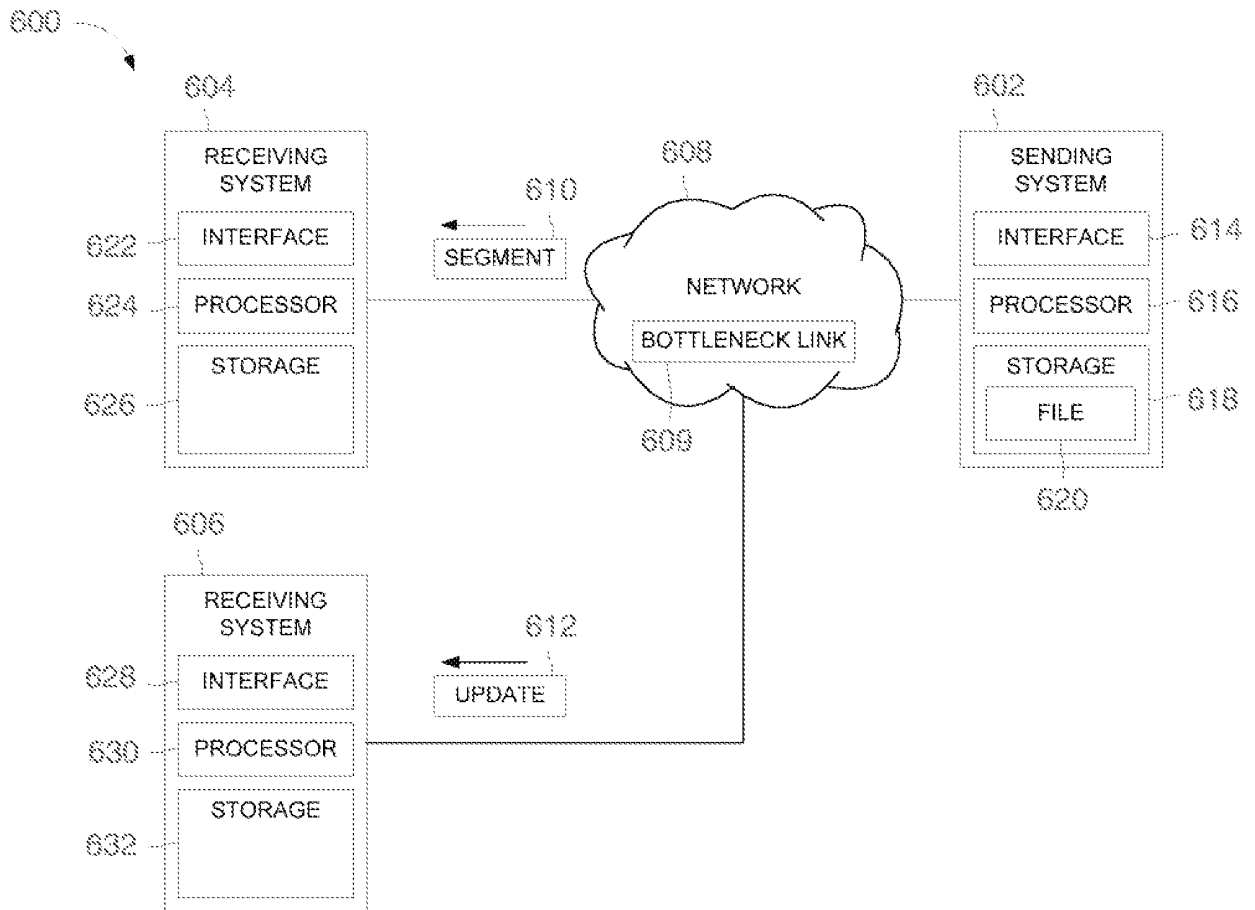 600
604
RECEIVING
SYSTEM
622
INTERFACE
624
PROCESSOR
626
STORAGE
610
SEGMENT
608
NETWORK
BOTTLENECK LINK
609
602
SENDING
SYSTEM
INTERFACE
614
PROCESSOR
616
STORAGE
618
FILE
620
606
RECEIVING
SYSTEM
628
INTERFACE
630
PROCESSOR
632
STORAGE
612
UPDATE